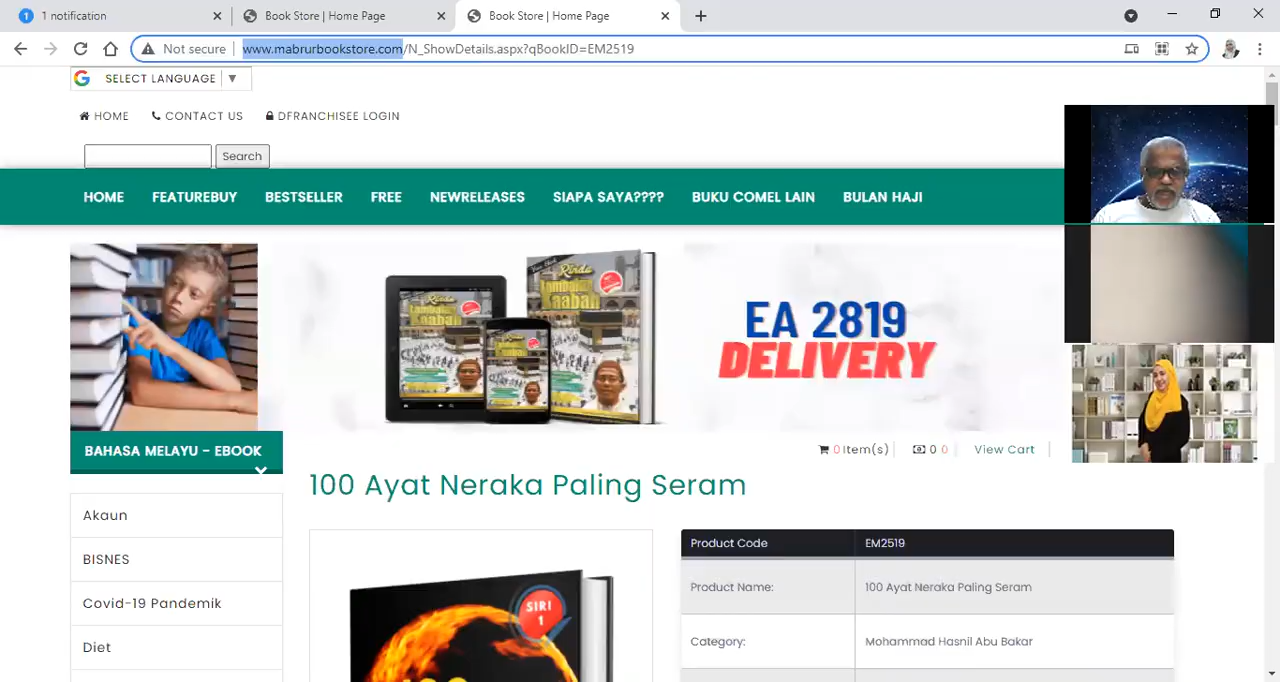 1 notification
Book Store | Home Page
Book Store | Home Page
Not secure
www.mabrurbookstore.com/N_ShowDetails.aspx?qBookID=EM2519
SELECT LANGUAGE ▼
HOME
CONTACT US
DFRANCHISEE LOGIN
Search
HOME
FEATUREBUY
BESTSELLER
FREE
NEWRELEASES
SIAPA SAYA????
BUKU COMEL LAIN
BULAN HAJI
Rindu
Lambaian
Kaabah
EA 2819
DELIVERY
BAHASA MELAYU - EBOOK
0 Item(s)
0 0
View Cart
100 Ayat Neraka Paling Seram
Akaun
BISNES
Covid-19 Pandemik
Diet
SIRI
1
Product Code
EM2519
Product Name:
100 Ayat Neraka Paling Seram
Category:
Mohammad Hasnil Abu Bakar